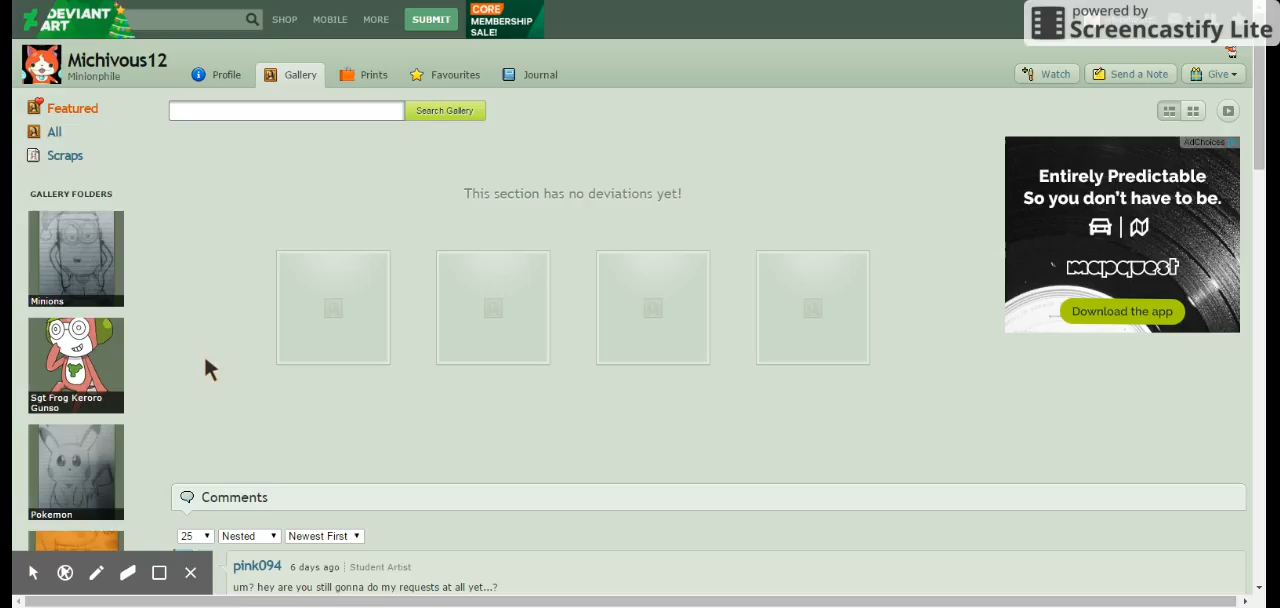 DEVIANT
ART
SHOP
MOBILE
MORE
SUBMIT
CORE
MEMBERSHIP
SALE!
powered by
Screencastify Lite
Michivous12
Minionphile
Profile
Gallery
Prints
Favourites
Journal
Watch
Send a Note
Give
Featured
All
Scraps
Search Gallery
GALLERY FOLDERS
Minions
Sgt Frog Keroro
Gunso
Pokemon
This section has no deviations yet!
AdChoices
Entirely Predictable
So you don't have to be.
mapquest
Download the app
Comments
25
Nested
Newest First
pink094 6 days ago | Student Artist
um? hey are you still gonna do my requests at all yet...?